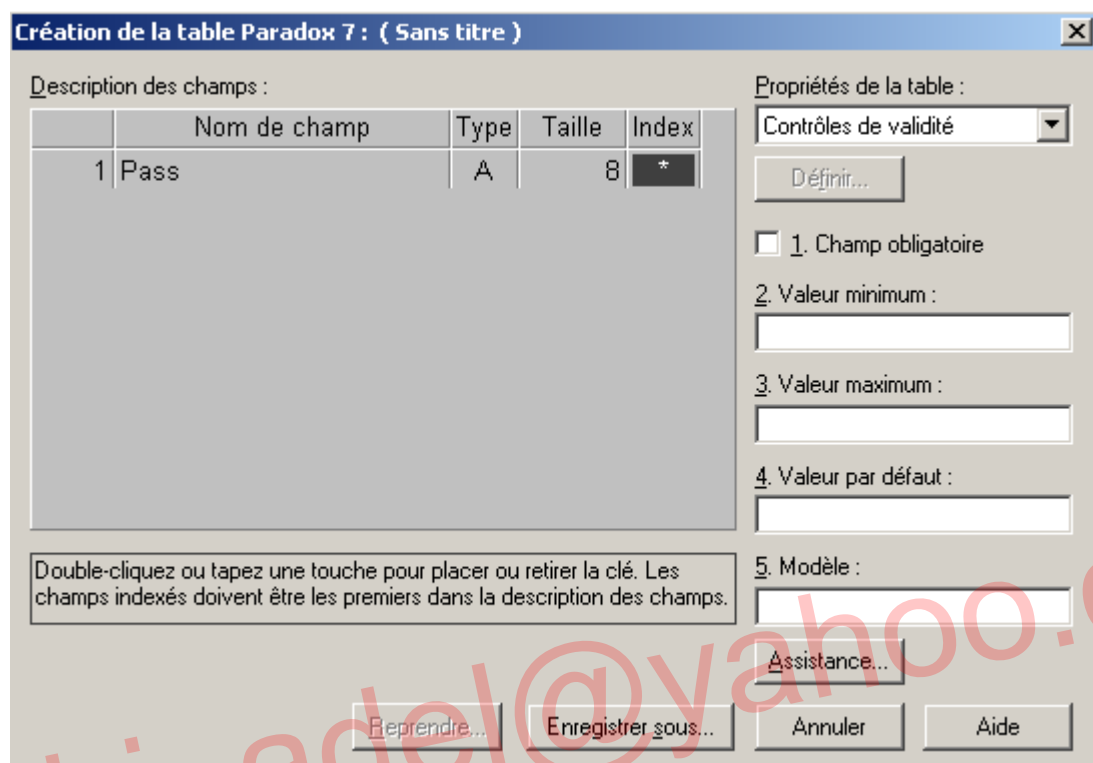 Création de la table Paradox 7 : ( Sans titre )
Description des champs :
Nom de champ Type Taille Index
1 Pass A 8 *
Double-cliquez ou tapez une touche pour placer ou retirer la clé. Les
champs indexés doivent être les premiers dans la description des champs.
Propriétés de la table :
Contrôles de validité
Définir...
1. Champ obligatoire
2. Valeur minimum :
3. Valeur maximum :
4. Valeur par défaut :
5. Modèle :
Assistance...
Reprendre...
Enregistrer sous...
Annuler
Aide
adel@yahoo.